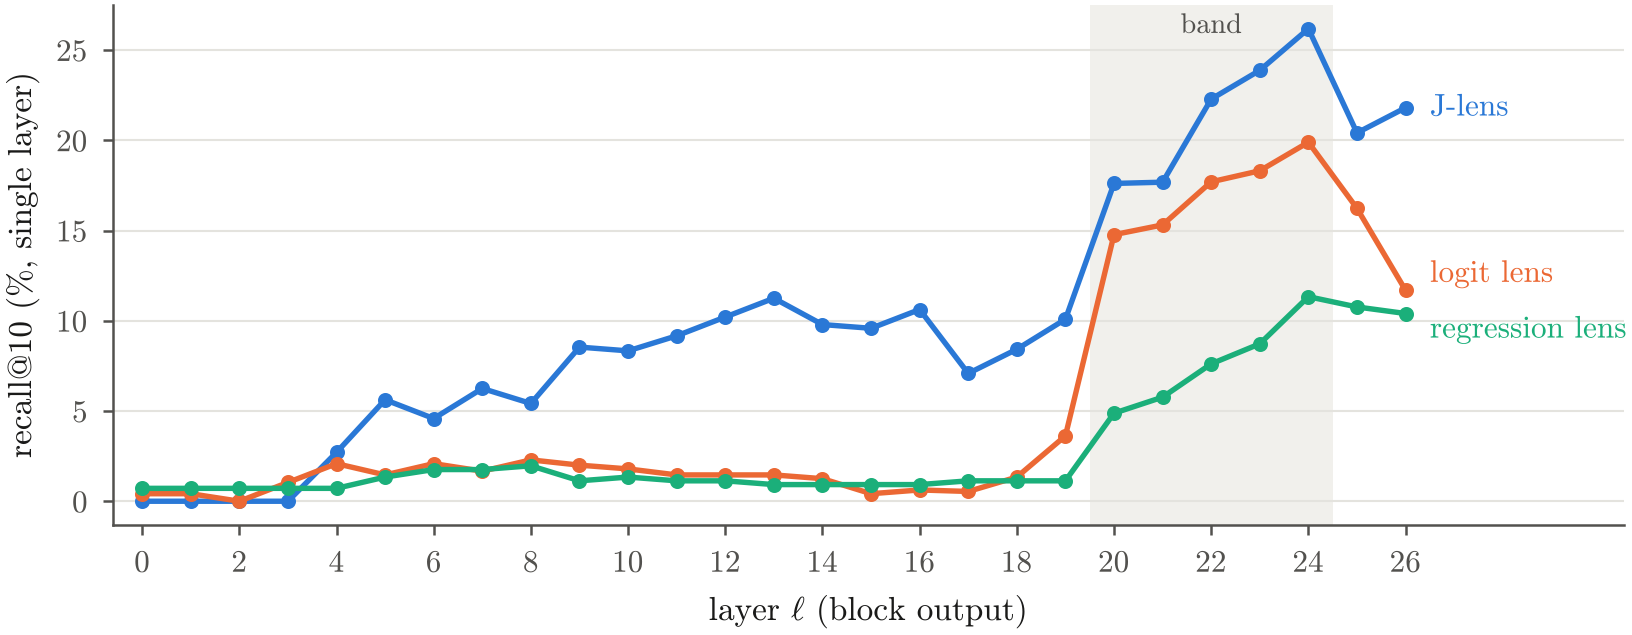 band
25
20
15
10
5
0
recall@10 (%, single layer)
J-lens
logit lens
regression lens
0 2 4 6 8 10 12 14 16 18 20 22 24 26
layer ℓ (block output)